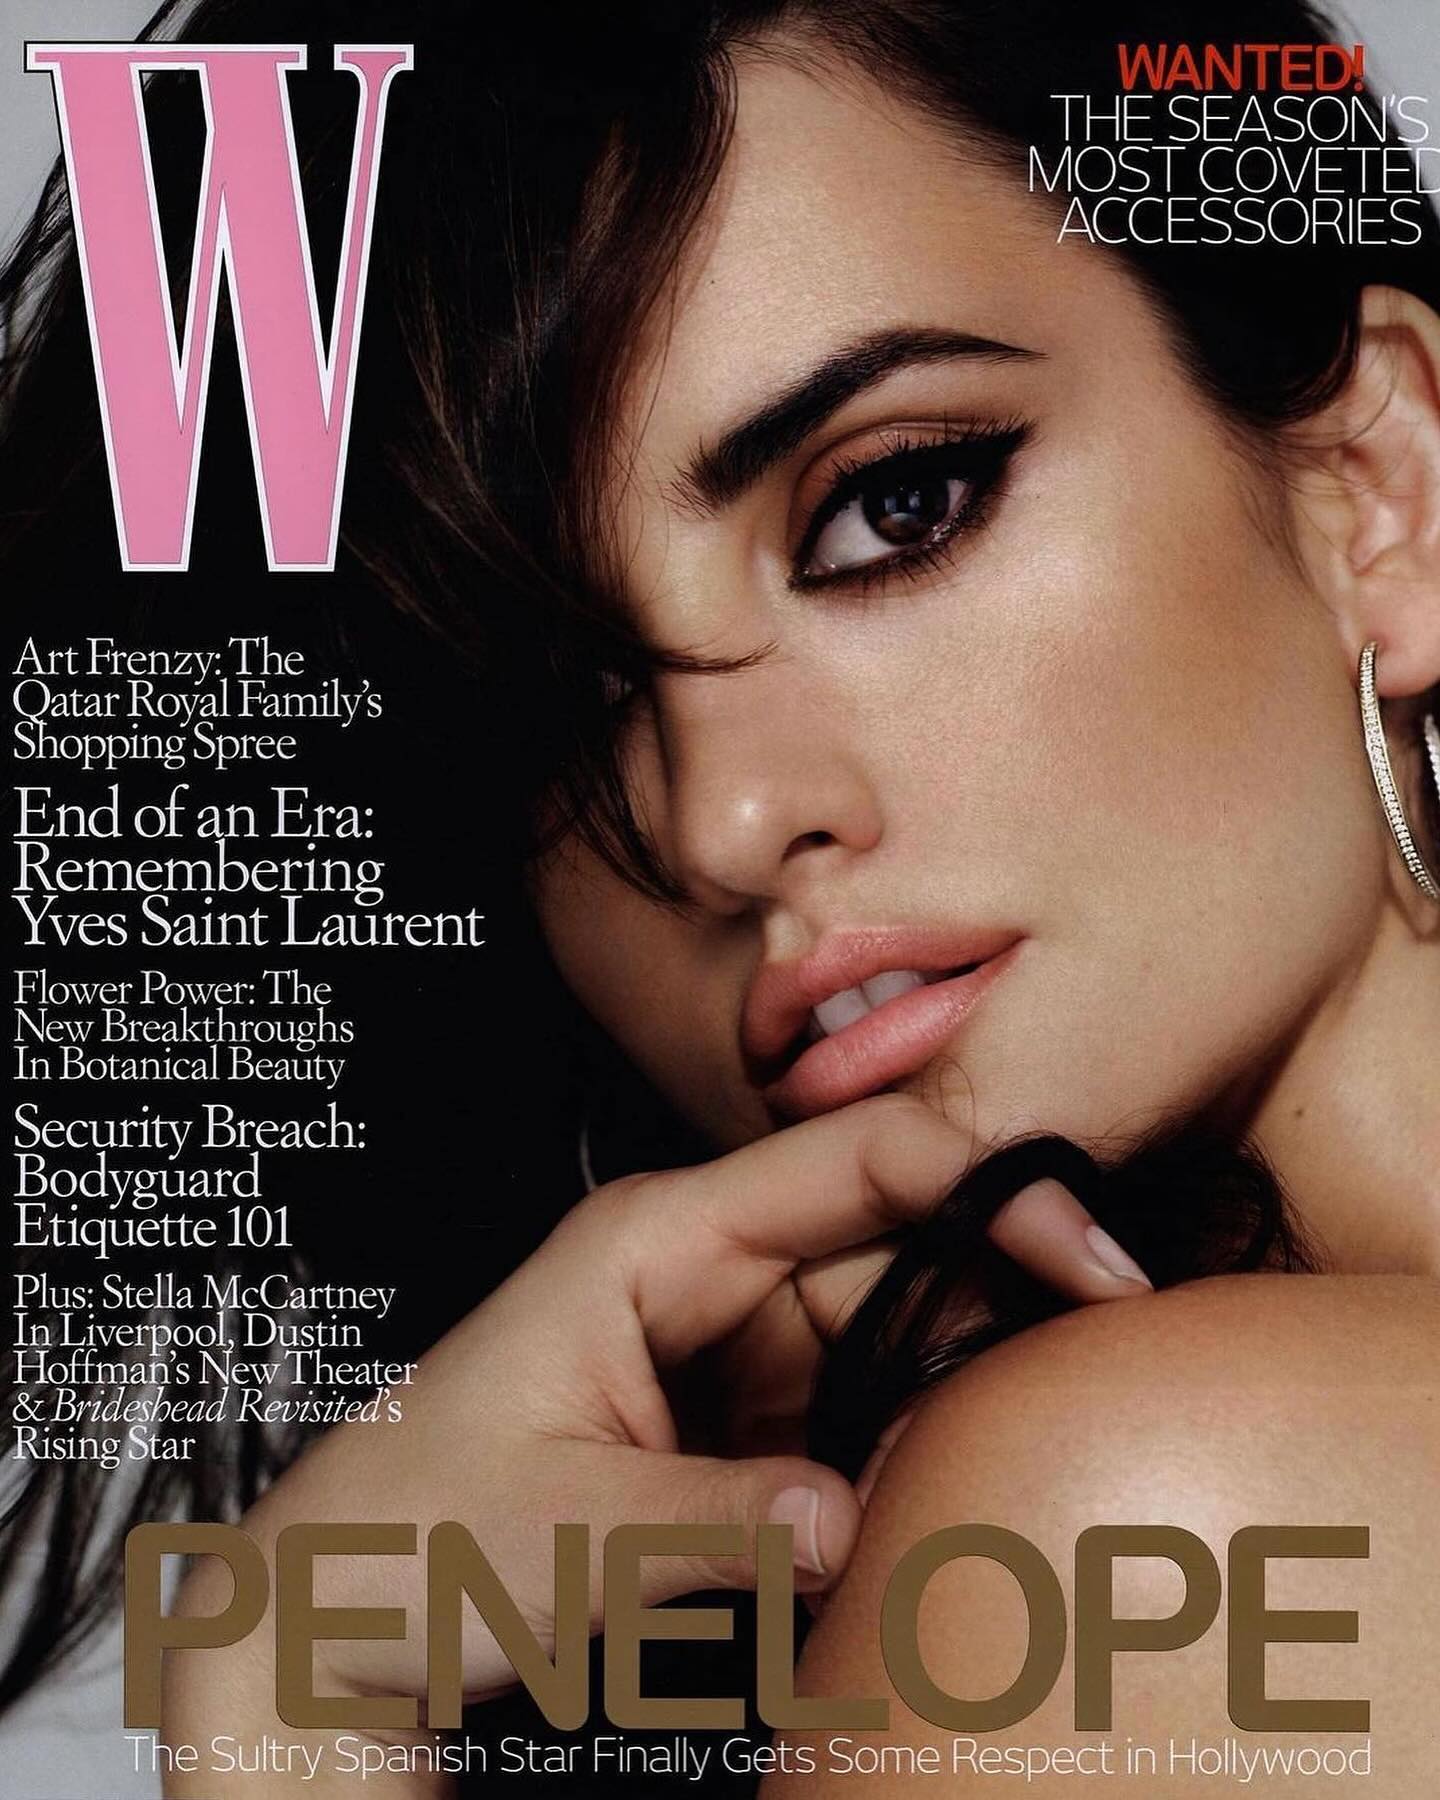 W
WANTED!
THE SEASON'S
MOST COVETED
ACCESSORIES
Art Frenzy: The
Qatar Royal Family's
Shopping Spree
End of an Era:
Remembering
Yves Saint Laurent
Flower Power: The
New Breakthroughs
In Botanical Beauty
Security Breach:
Bodyguard
Etiquette 101
Plus: Stella McCartney
In Liverpool, Dustin
Hoffman's New Theater
& Brideshead Revisited's
Rising Star
PENELOPE
The Sultry Spanish Star Finally Gets Some Respect in Hollywood